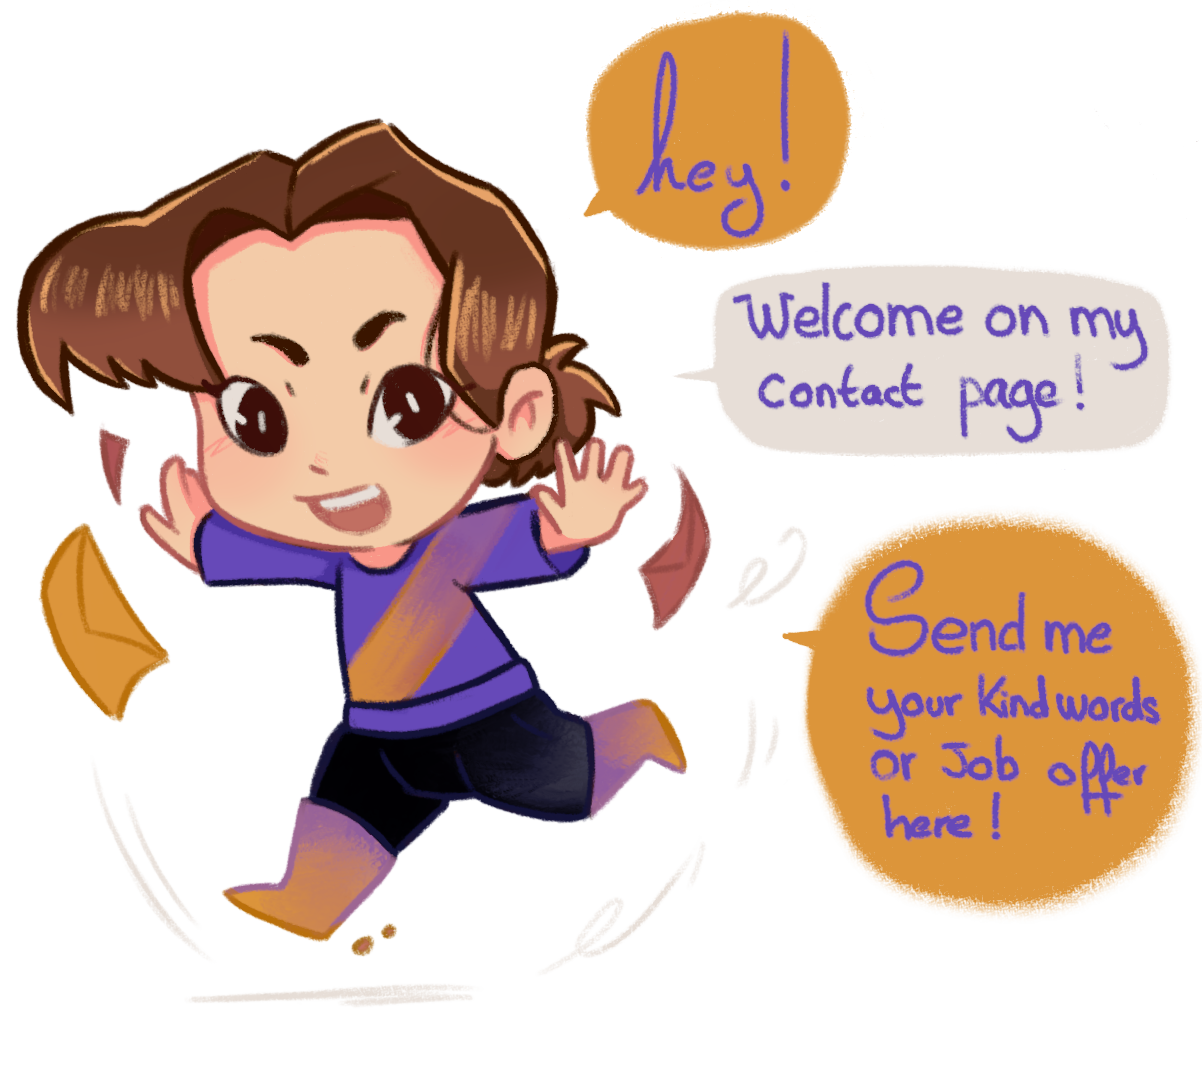 hey!
Welcome on my
contact page!
Send me
your Kind words
or Job offer
here!